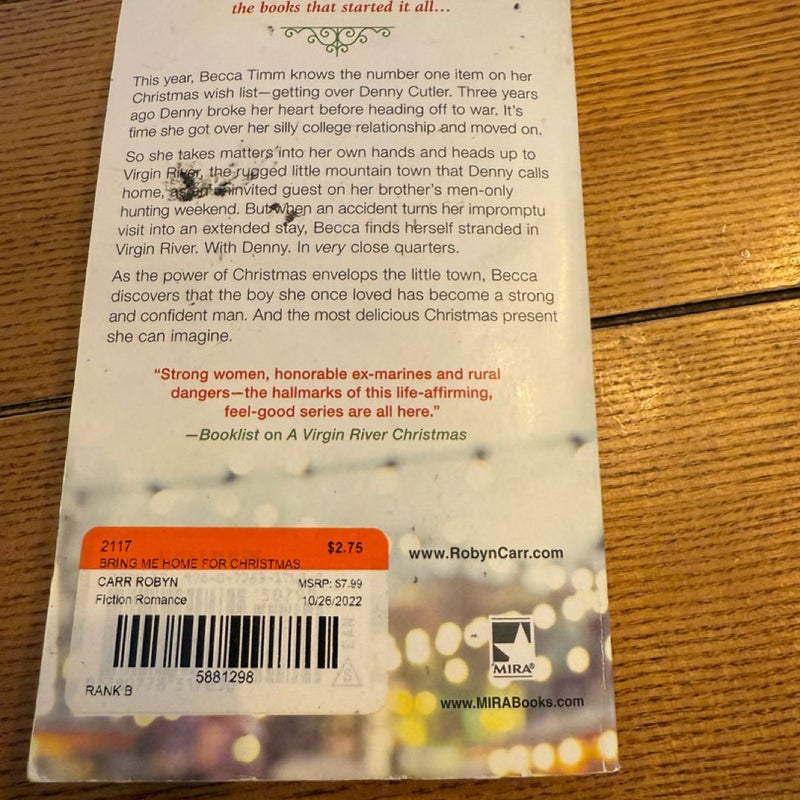 the books that started it all...
This year, Becca Timm knows the number one item on her
Christmas wish list—getting over Denny Cutler. Three years
ago Denny broke her heart before heading off to war. It's
time she got over her silly college relationship and moved on.
So she takes matters into her own hands and heads up to
Virgin River, the rugged little mountain town that Denny calls
home, as an uninvited guest on her brother's men-only
hunting weekend. But when an accident turns her impromptu
visit into an extended stay, Becca finds herself stranded in
Virgin River. With Denny. In very close quarters.
As the power of Christmas envelops the little town, Becca
discovers that the boy she once loved has become a strong
and confident man. And the most delicious Christmas present
she can imagine.
"Strong women, honorable ex-marines and rural
dangers—the hallmarks of this life-affirming,
feel-good series are all here."
—Booklist on A Virgin River Christmas
2117 $2.75
BRING ME HOME FOR CHRISTMAS
CARR ROBYN MSRP: $7.99
Fiction Romance 10/26/2022
5881298
RANK B
www.RobynCarr.com
MIRA®
www.MIRABooks.com